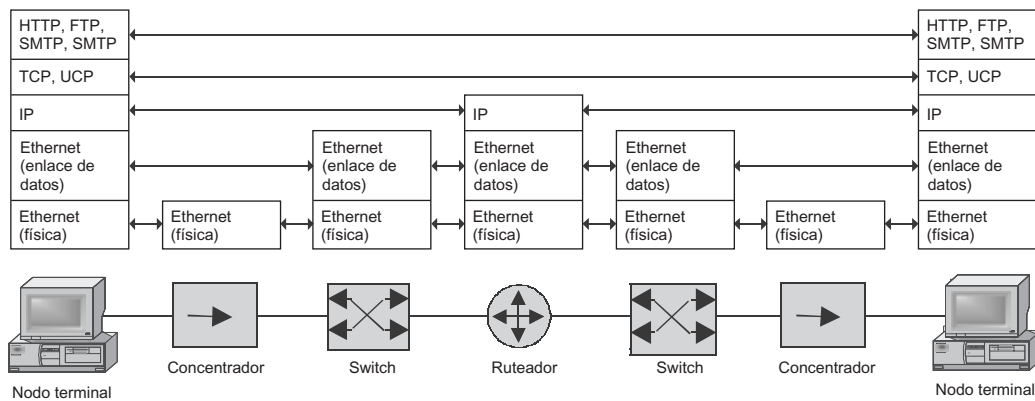 HTTP, FTP,
SMTP, SMTP
HTTP, FTP,
SMTP, SMTP
TCP, UCP
TCP, UCP
IP
IP
IP
Ethernet
(enlace de
datos)
Ethernet
(enlace de
datos)
Ethernet
(enlace de
datos)
Ethernet
(enlace de
datos)
Ethernet
(enlace de
datos)
Ethernet
(física)
Ethernet
(física)
Ethernet
(física)
Ethernet
(física)
Ethernet
(física)
Ethernet
(física)
Ethernet
(física)
Nodo terminal
Concentrador
Switch
Ruteador
Switch
Concentrador
Nodo terminal